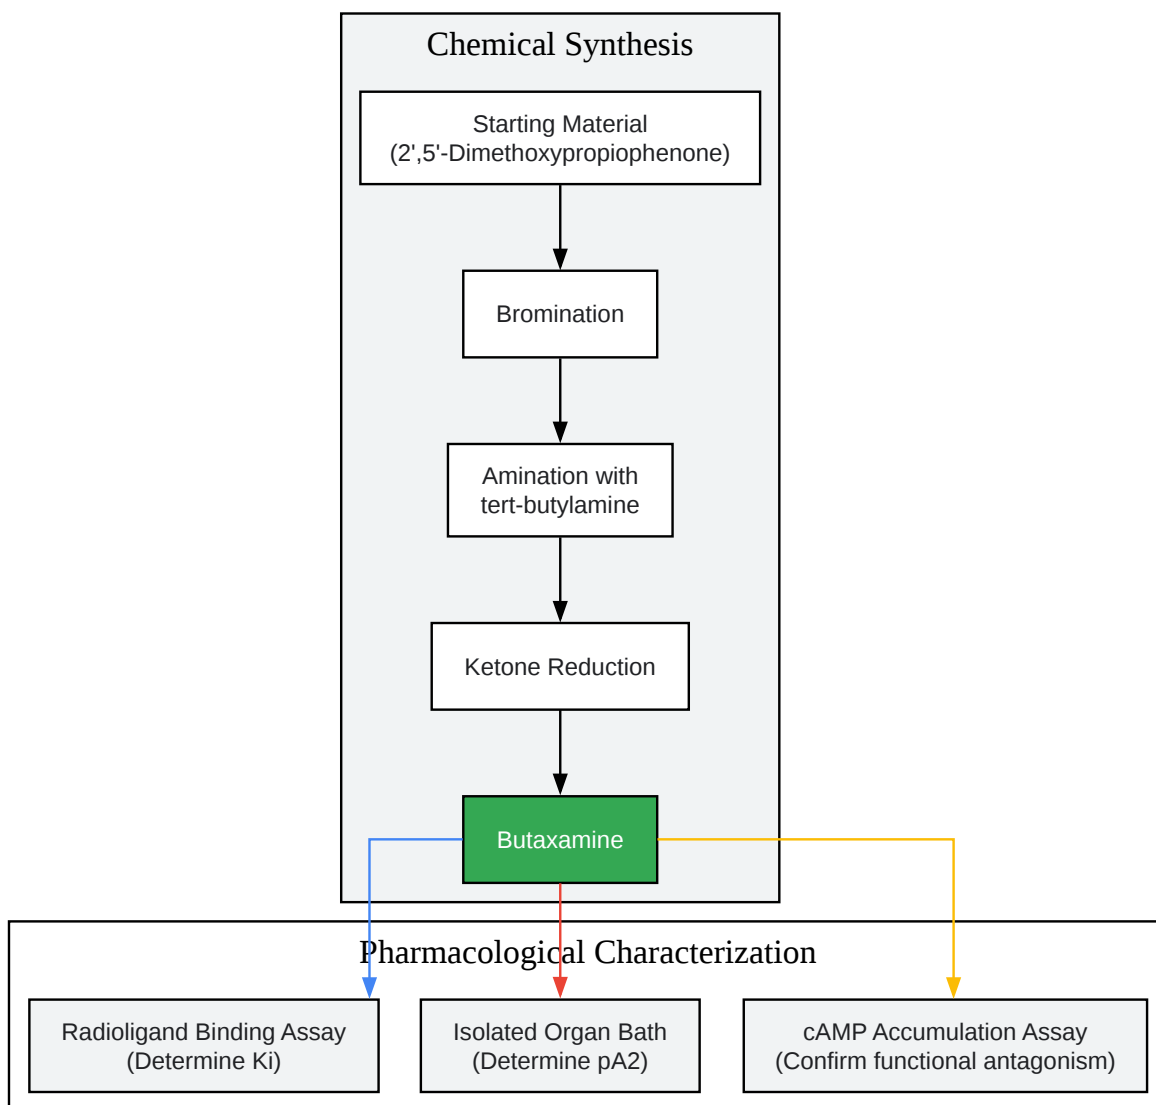 Chemical Synthesis
Starting Material
(2',5'-Dimethoxypropiophenone)
Bromination
Amination with
tert-butylamine
Ketone Reduction
Butaxamine
Pharmacological Characterization
Radioligand Binding Assay
(Determine Ki)
Isolated Organ Bath
(Determine pA2)
cAMP Accumulation Assay
(Confirm functional antagonism)